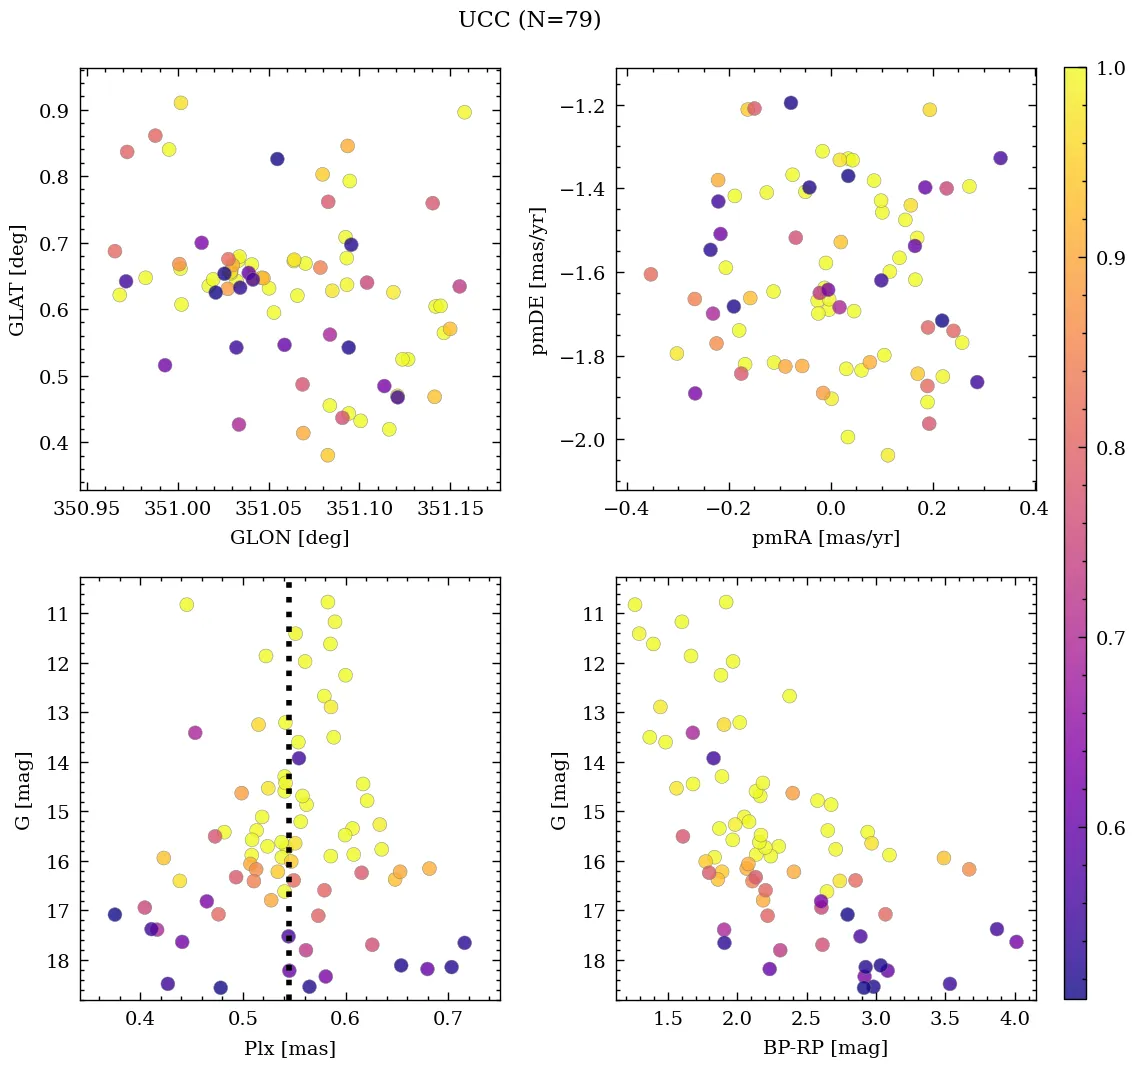 UCC (N=79)
0.9
0.8
0.7
0.6
0.5
0.4
GLAT [deg]
350.95 351.00 351.05 351.10 351.15
GLON [deg]
−1.2
−1.4
−1.6
−1.8
−2.0
pmDE [mas/yr]
−0.4 −0.2 0.0 0.2 0.4
pmRA [mas/yr]
1.0
0.9
0.8
0.7
0.6
11
12
13
14
15
16
17
18
G [mag]
0.4 0.5 0.6 0.7
Plx [mas]
11
12
13
14
15
16
17
18
G [mag]
1.5 2.0 2.5 3.0 3.5 4.0
BP-RP [mag]